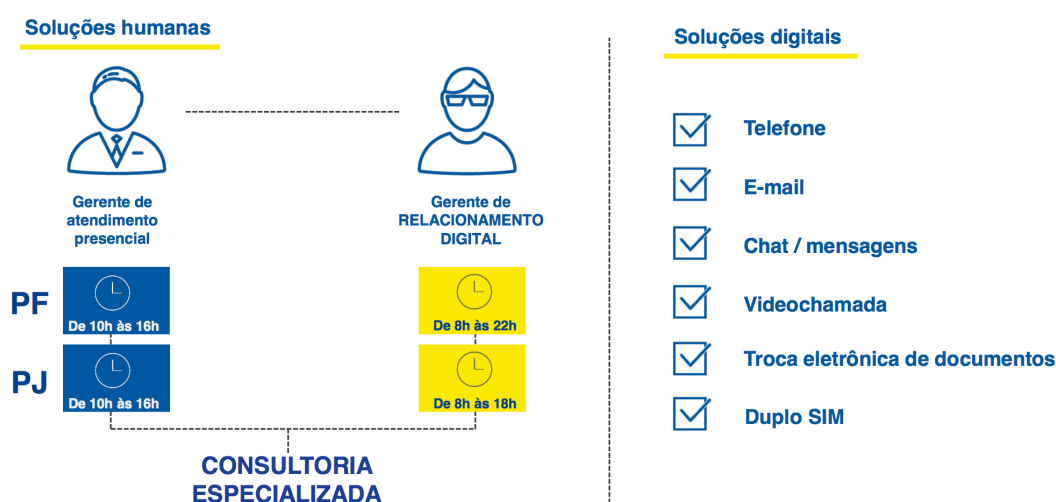 Soluções humanas
Gerente de
atendimento
presencial
Gerente de
RELACIONAMENTO
DIGITAL
PF
De 10h às 16h
De 8h às 22h
PJ
De 10h às 16h
De 8h às 18h
CONSULTORIA
ESPECIALIZADA
Soluções digitais
Telefone
E-mail
Chat / mensagens
Videochamada
Troca eletrônica de documentos
Duplo SIM